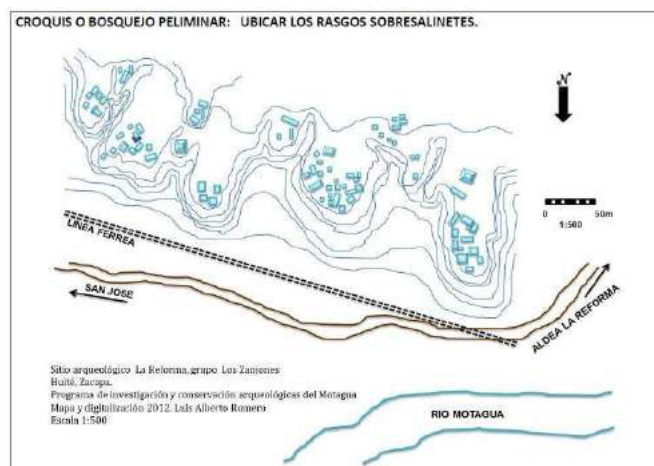 CROQUIS O BOSQUEJO PELIMINAR: UBICAR LOS RASGOS SOBRESALINETES.
N
0 50m
1:500
LINEA FERREA
SAN JOSE
ALDEA LA REFORMA
Sitio arqueológico La Reforma, grupo Los Zanjones
Huité, Zacapa.
Programa de investigación y conservación arqueológicas del Motagua
Mapa y digitalización 2012. Luis Alberto Romero
Escala 1:500
RIO MOTAGUA